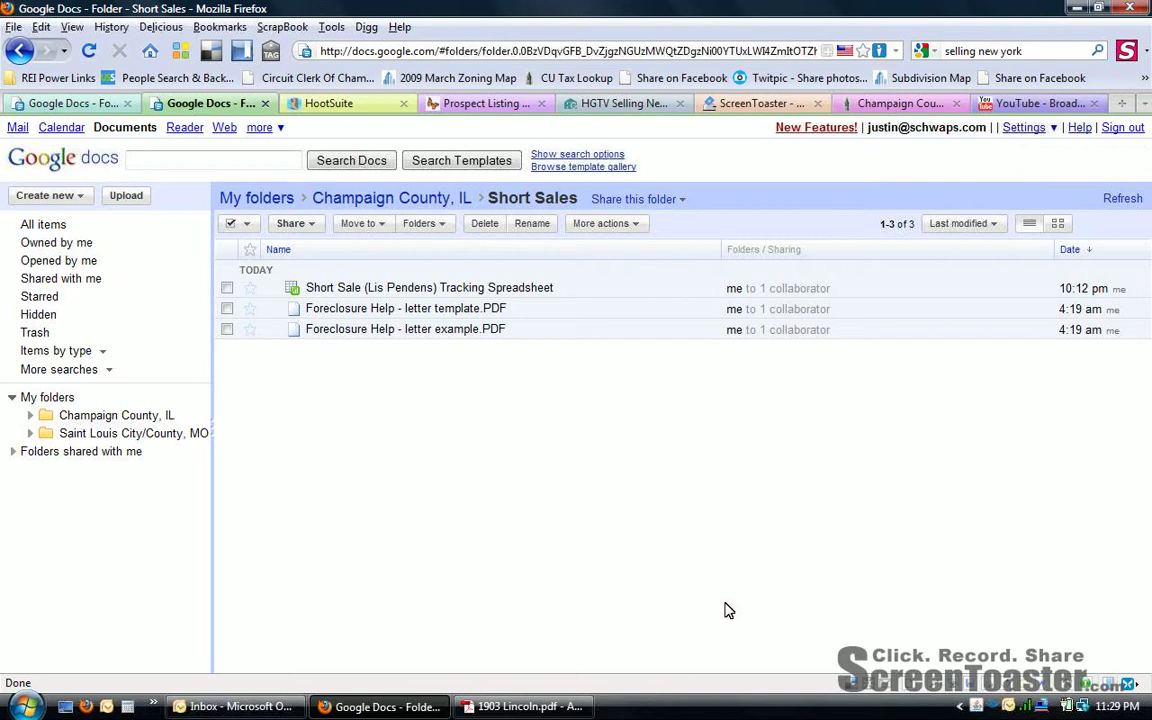 Google Docs - Folder - Short Sales - Mozilla Firefox
File Edit View History Delicious Bookmarks ScrapBook Tools Digg Help
http://docs.google.com/#folders/folder.0.0BzVDqvGFB_DvZjgzNGUzMWQtZDgzNi00YTUxLWI4ZmItOTZh selling new york
REI Power Links People Search & Back... Circuit Clerk Of Cham... 2009 March Zoning Map CU Tax Lookup Share on Facebook Twitpic - Share photos... Subdivision Map Share on Facebook
Google Docs - Fo... Google Docs - F... HootSuite Prospect Listing ... HGTV Selling Ne... ScreenToaster - ... Champaign Cou... YouTube - Broad...
Mail Calendar Documents Reader Web more New Features! | justin@schwaps.com | Settings | Help | Sign out
Google docs Search Docs Search Templates Show search options
Browse template gallery
Create new Upload My folders > Champaign County, IL > Short Sales Share this folder Refresh
Share Move to Folders Delete Rename More actions 1-3 of 3 Last modified
All items
Owned by me
Opened by me
Shared with me
Starred
Hidden
Trash
Items by type
More searches
My folders
Champaign County, IL
Saint Louis City/County, MO
Folders shared with me
Name Folders / Sharing Date
TODAY
Short Sale (Lis Pendens) Tracking Spreadsheet me to 1 collaborator 10:12 pm me
Foreclosure Help - letter template.PDF me to 1 collaborator 4:19 am me
Foreclosure Help - letter example.PDF me to 1 collaborator 4:19 am me
Click. Record. Share
ScreenToaster.com
Done
Inbox - Microsoft O... Google Docs - Folde... 1903 Lincoln.pdf - A... 11:29 PM